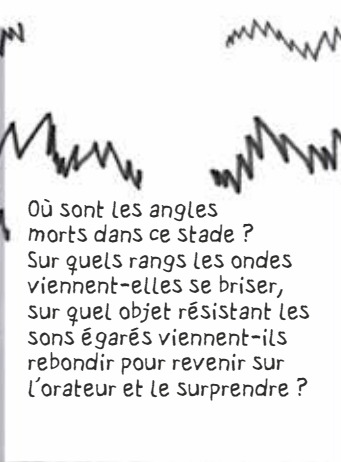 Où sont les angles
morts dans ce stade ?
Sur quels rangs les ondes
viennent-elles se briser,
sur quel objet résistant les
sons égarés viennent-ils
rebondir pour revenir sur
l'orateur et le surprendre ?